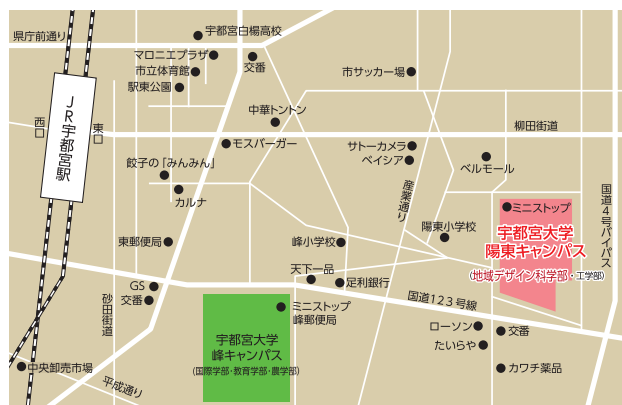 宇都宮白楊高校
県庁前通り
マロニエプラザ
交番
市立体育館
市サッカー場
駅東公園
中華トントン
JR宇都宮駅
西口
東口
柳田街道
モスバーガー
サトーカメラ
ベイシア
ベルモール
餃子の「みんみん」
カルナ
産業通り
国道4号バイパス
ミニストップ
陽東小学校
宇都宮大学
陽東キャンパス
(地域デザイン科学部・工学部)
東郵便局
峰小学校
天下一品
足利銀行
GS
交番
砂田街道
国道123号線
ミニストップ
峰郵便局
宇都宮大学
峰キャンパス
(国際学部・教育学部・農学部)
ローソン
交番
たいらや
中央卸売市場
カワチ薬品
平成通り